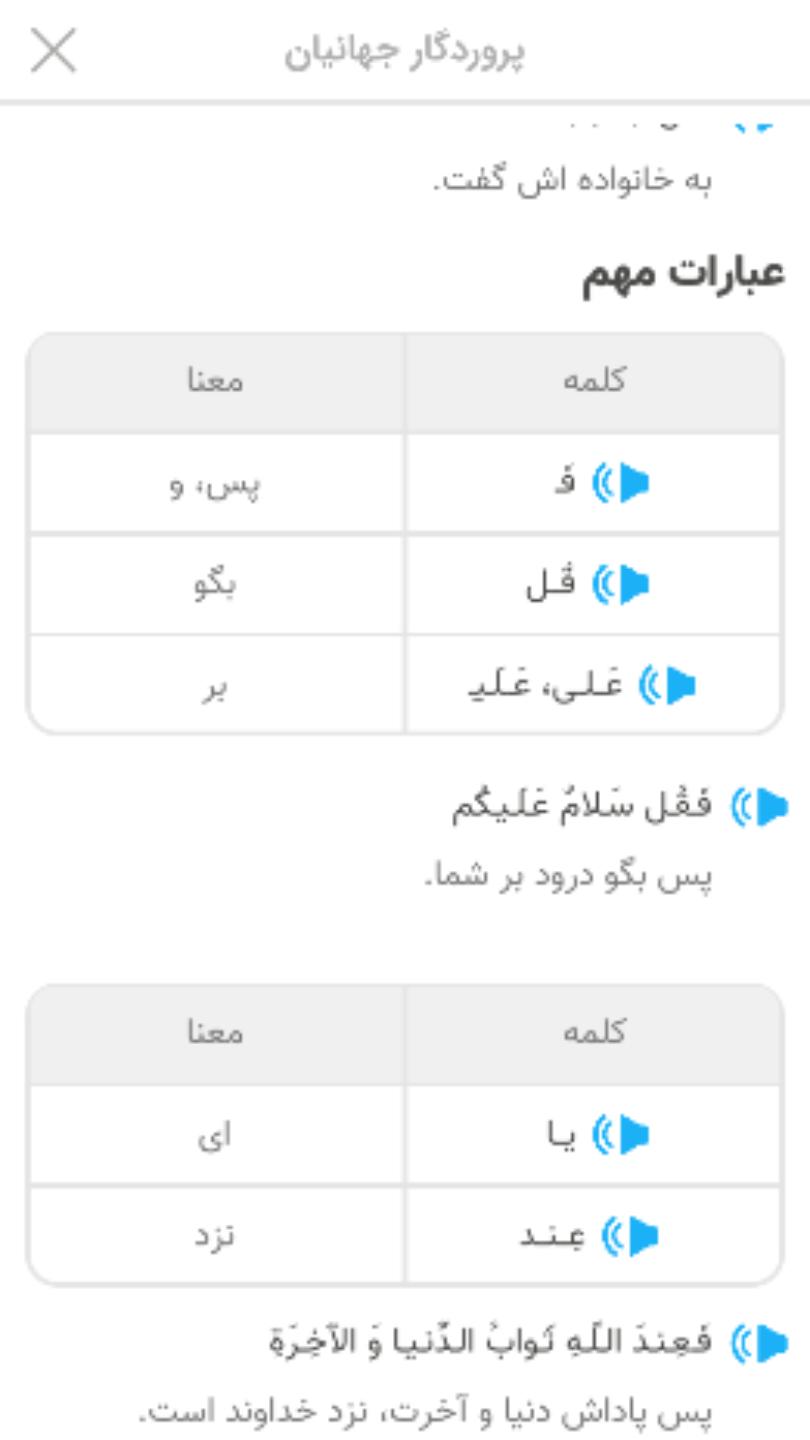 پروردگار جهانیان
به خانواده اش گفت.
عبارات مهم
کلمه معنا
فَـ پس، و
قُل بگو
عَلی، عَلَیـ بر
فَقُل سَلامٌ عَلَیکُم
پس بگو درود بر شما.
کلمه معنا
یا ای
عِند نزد
فَعِندَ اللّهِ ثَوابُ الدُّنیا وَ الآخِرَةِ
پس پاداش دنیا و آخرت، نزد خداوند است.